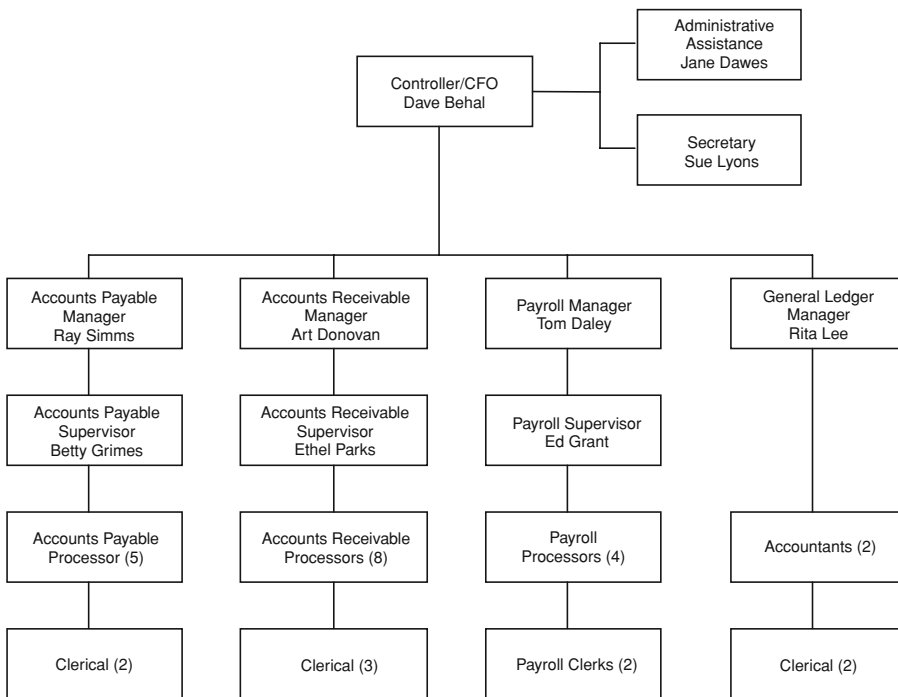 Administrative
Assistance
Jane Dawes
Controller/CFO
Dave Behal
Secretary
Sue Lyons
Accounts Payable
Manager
Ray Simms
Accounts Receivable
Manager
Art Donovan
Payroll Manager
Tom Daley
General Ledger
Manager
Rita Lee
Accounts Payable
Supervisor
Betty Grimes
Accounts Receivable
Supervisor
Ethel Parks
Payroll Supervisor
Ed Grant
Accounts Payable
Processor (5)
Accounts Receivable
Processors (8)
Payroll
Processors (4)
Accountants (2)
Clerical (2)
Clerical (3)
Payroll Clerks (2)
Clerical (2)